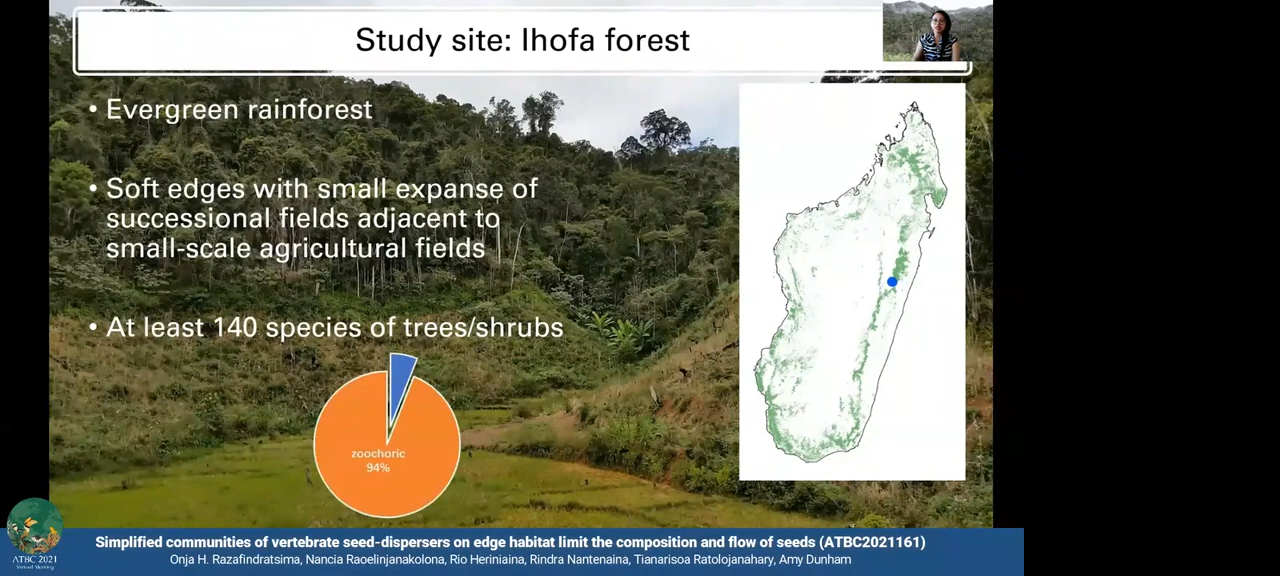 Study site: Ihofa forest
• Evergreen rainforest
• Soft edges with small expanse of
successional fields adjacent to
small-scale agricultural fields
• At least 140 species of trees/shrubs
zoochoric
94%
ATBC 2021
Annual Meeting
Simplified communities of vertebrate seed-dispersers on edge habitat limit the composition and flow of seeds (ATBC2021161)
Onja H. Razafindratsima, Nancia Raoelinjanakolona, Rio Heriniaina, Rindra Nantenaina, Tianarisoa Ratolojanahary, Amy Dunham